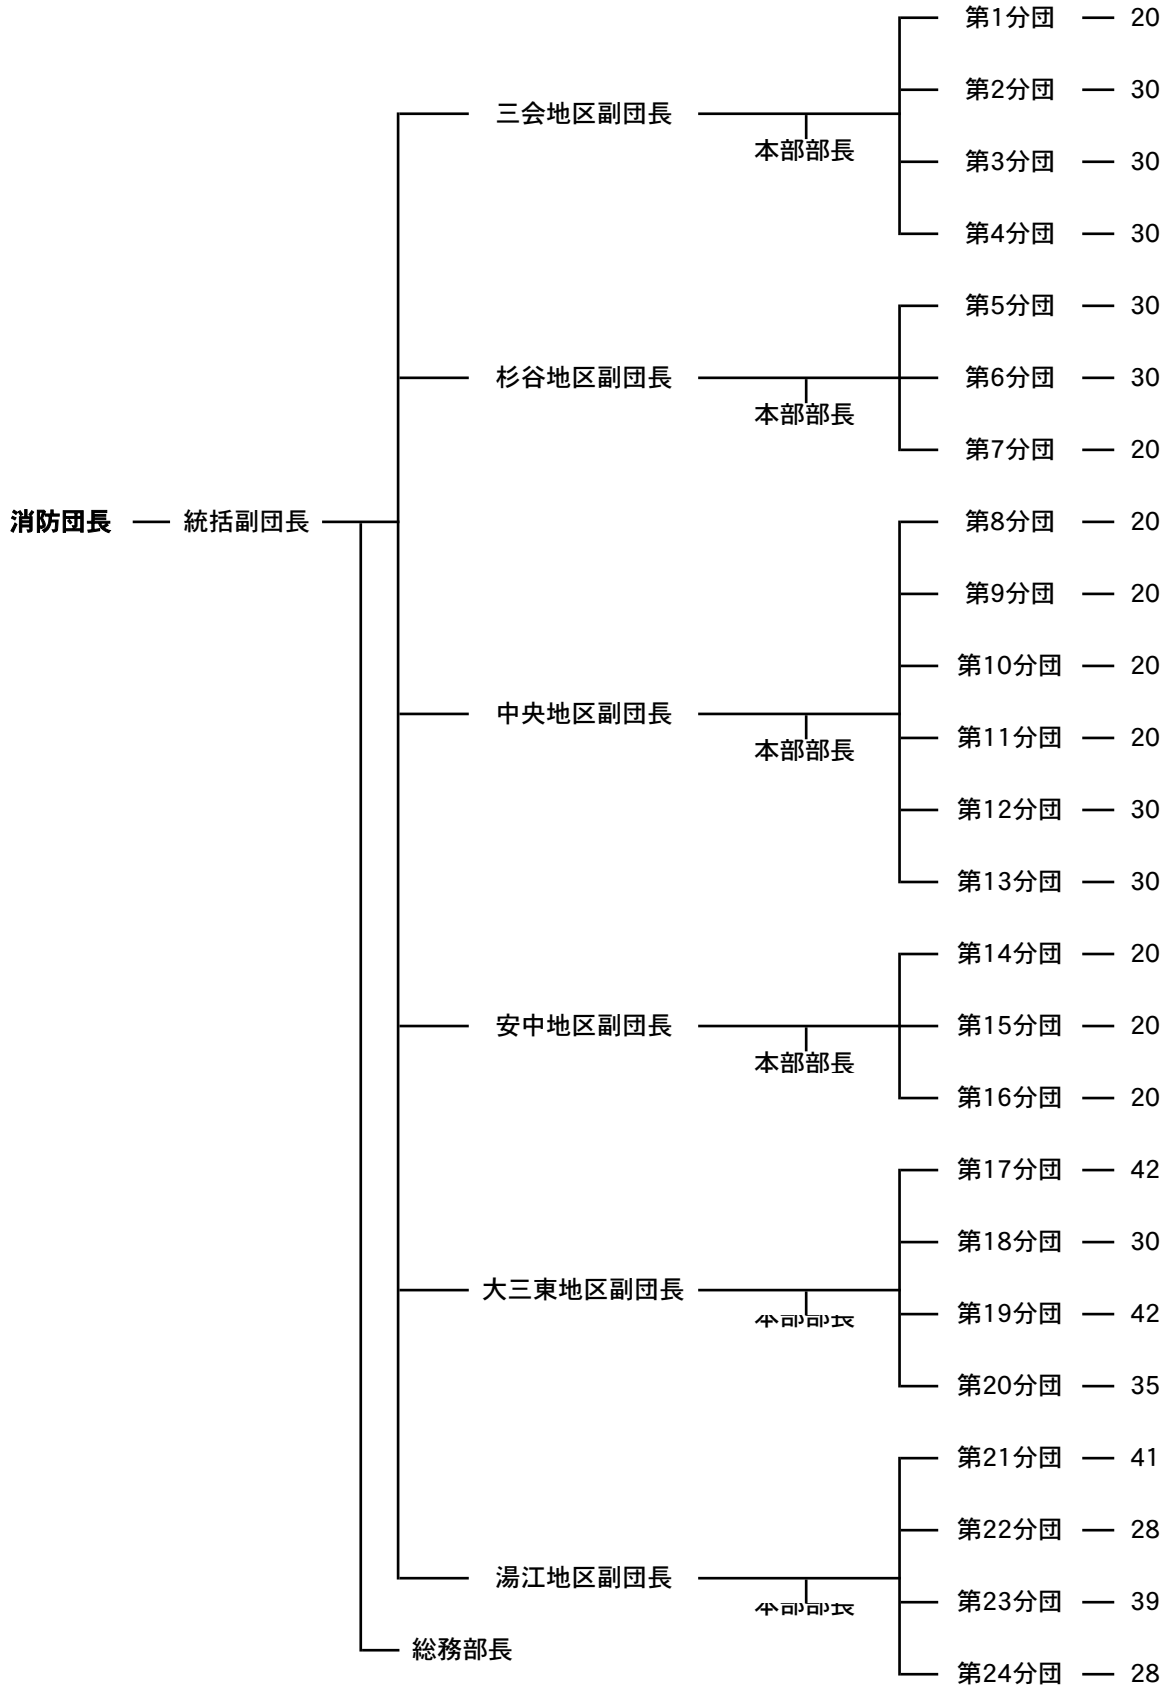 第1分団 20
第2分団 30
三会地区副団長
本部部長
第3分団 30
第4分団 30
第5分団 30
杉谷地区副団長 第6分団 30
本部部長
第7分団 20
消防団長 統括副団長 第8分団 20
第9分団 20
第10分団 20
中央地区副団長
本部部長 第11分団 20
第12分団 30
第13分団 30
第14分団 20
安中地区副団長 第15分団 20
本部部長
第16分団 20
第17分団 42
第18分団 30
大三東地区副団長
本部部長 第19分団 42
第20分団 35
第21分団 41
第22分団 28
湯江地区副団長
本部部長 第23分団 39
総務部長
第24分団 28